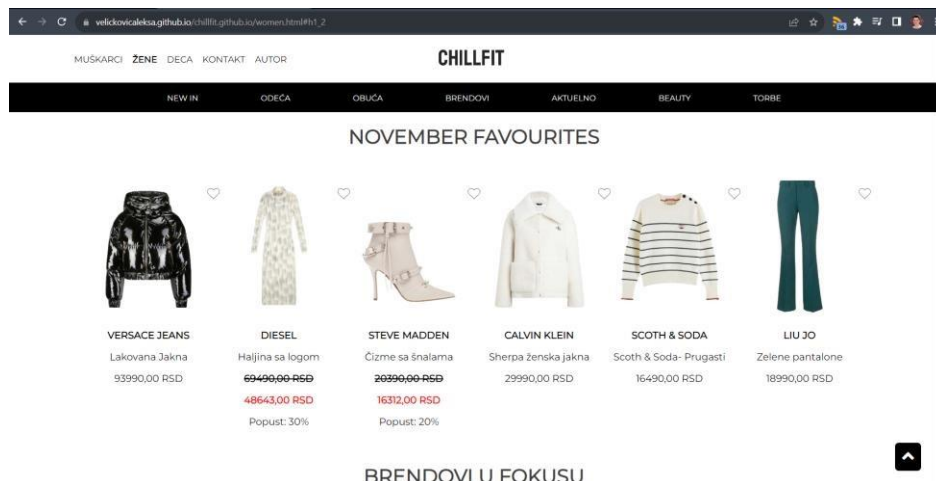 velickovicaleksa.github.io/chillfit.github.io/women.html#h1_2
MUŠKARCI ŽENE DECA KONTAKT AUTOR
CHILLFIT
NEW IN ODEĆA OBUĆA BRENDOVI AKTUELNO BEAUTY TORBE
NOVEMBER FAVOURITES
VERSACE JEANS DIESEL STEVE MADDEN CALVIN KLEIN SCOTH & SODA LIU JO
Lakovana Jakna Haljina sa logom Čizme sa šnalama Sherpa ženska jakna Scoth & Soda- Prugasti Zelene pantalone
93990,00 RSD 69490,00 RSD 20390,00 RSD 29990,00 RSD 16490,00 RSD 18990,00 RSD
48643,00 RSD 16312,00 RSD
Popust: 30% Popust: 20%
BRENDOVI U FOKUSU